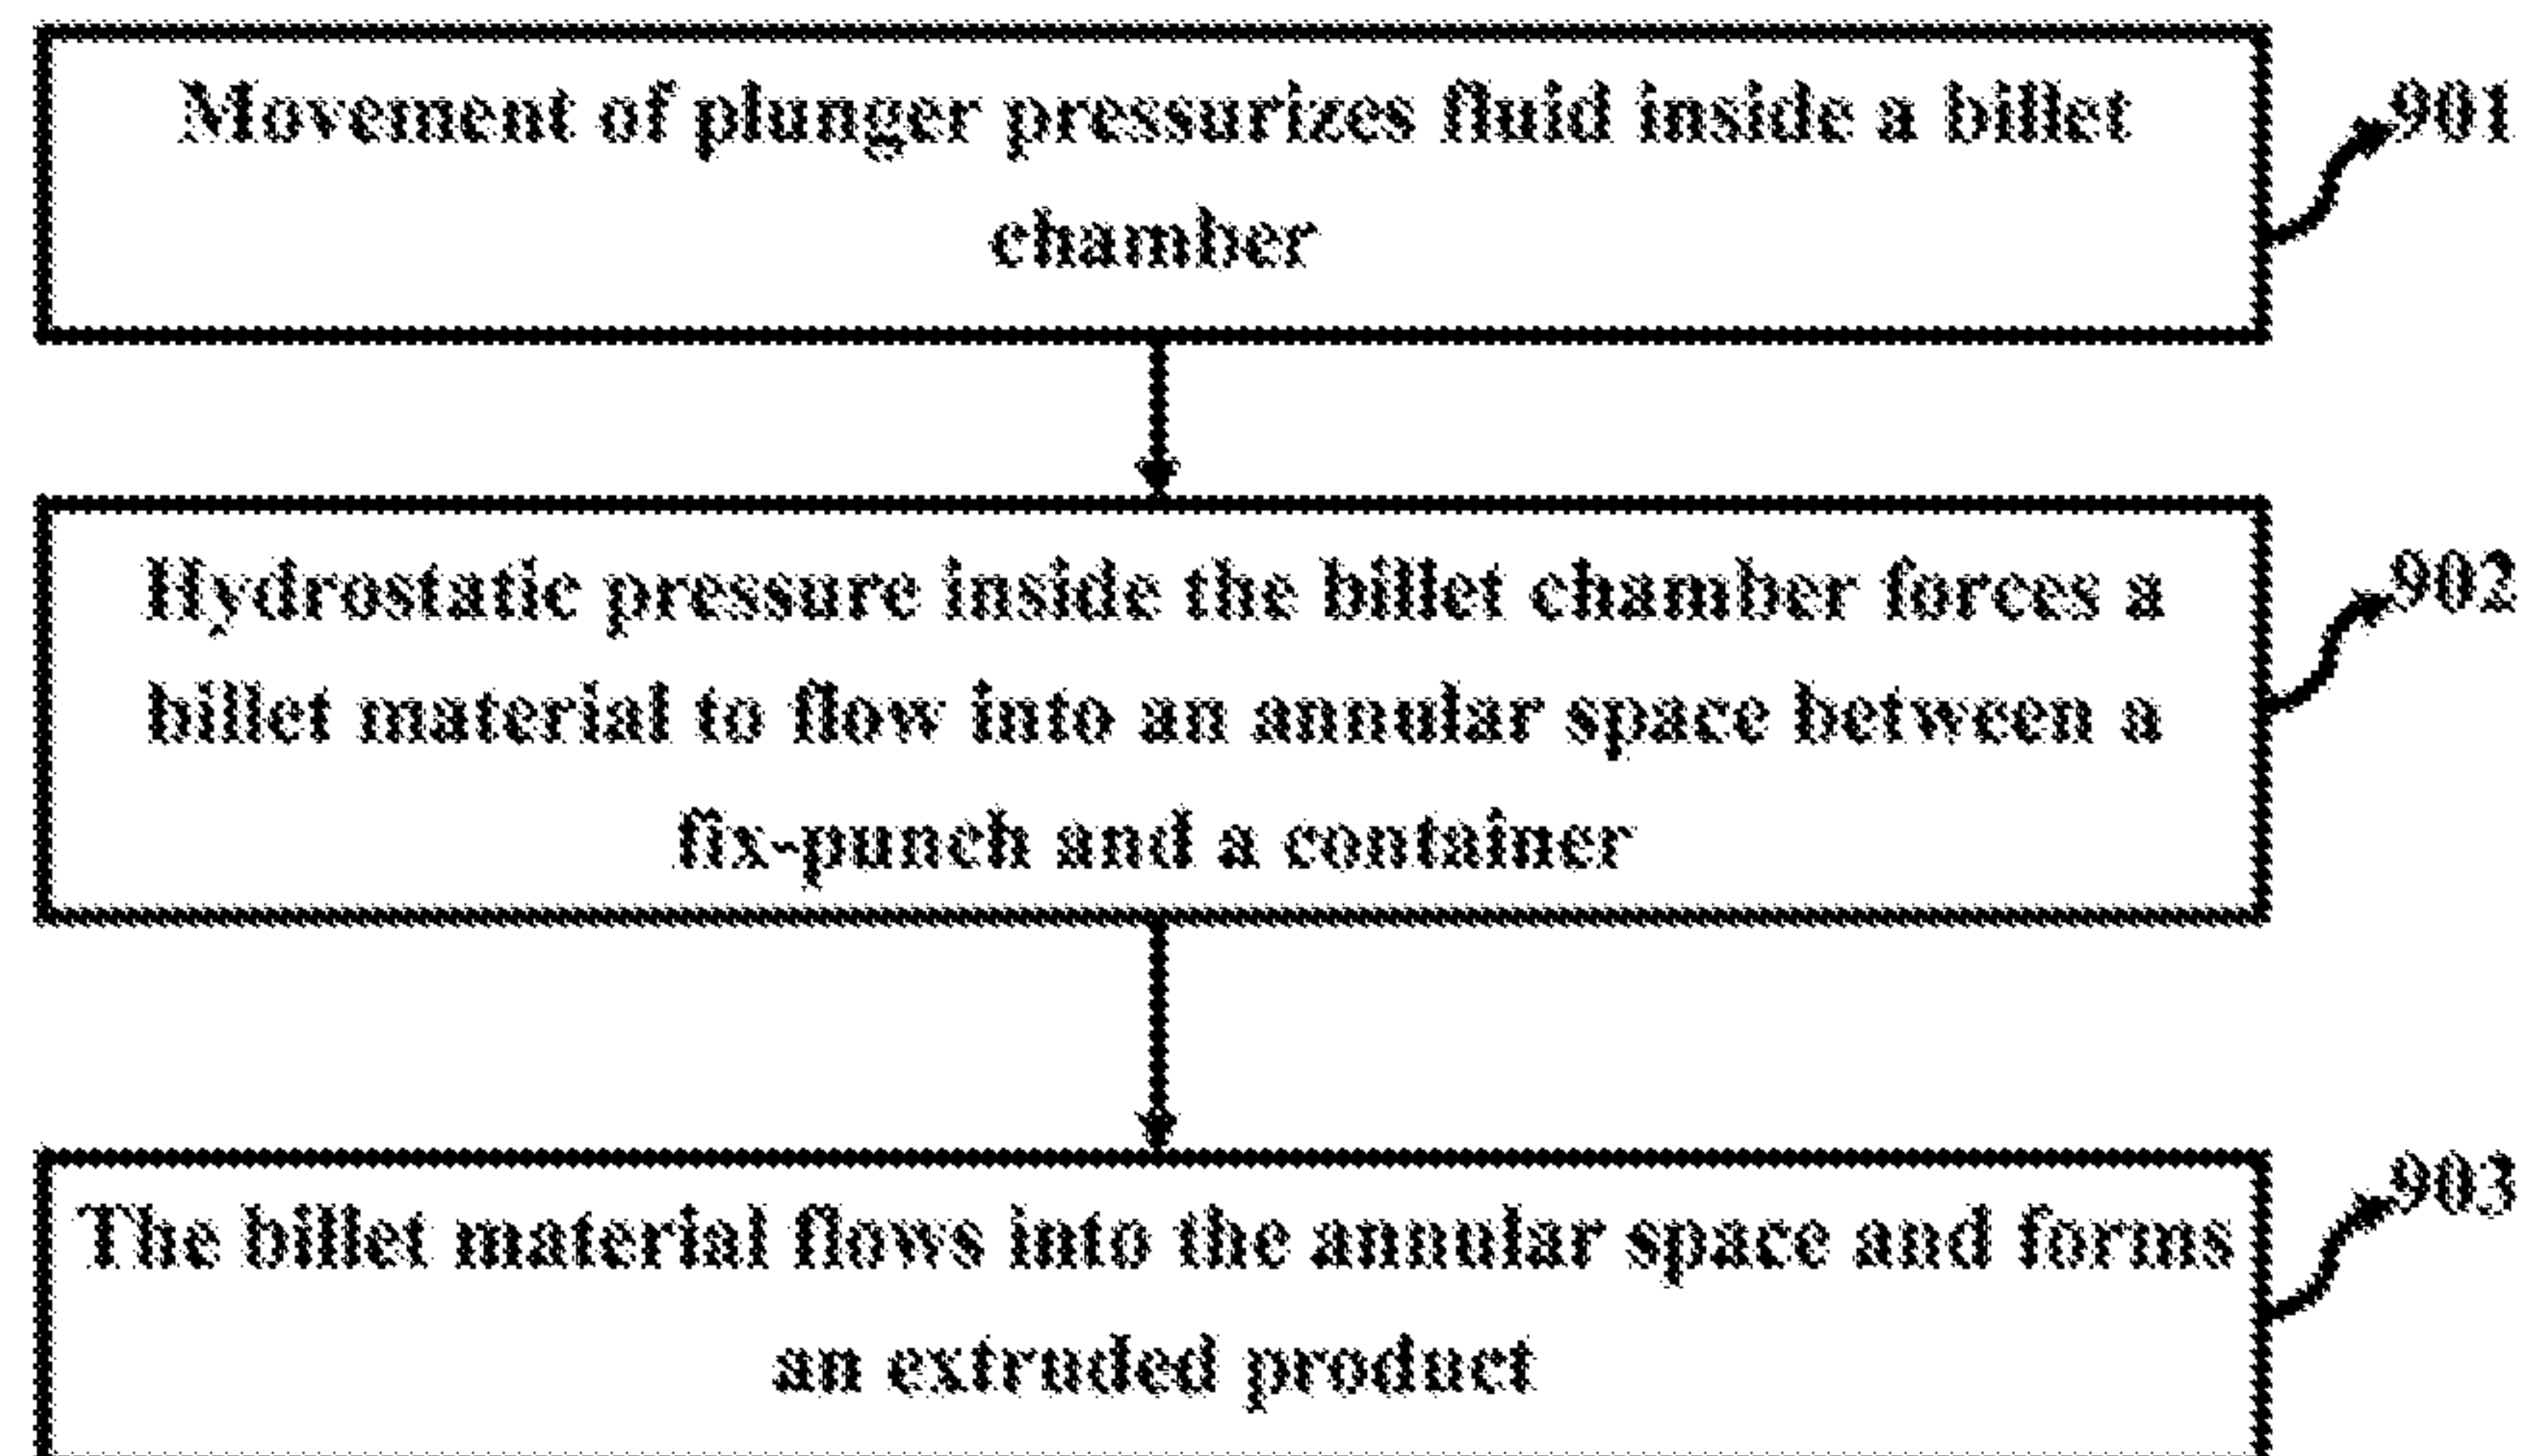 Movement of plunger pressurizes fluid inside a billet
chamber
901
Hydrostatic pressure inside the billet chamber forces a
billet material to flow into an annular space between a
fix-punch and a container
902
The billet material flows into the annular space and forms
an extruded product
903